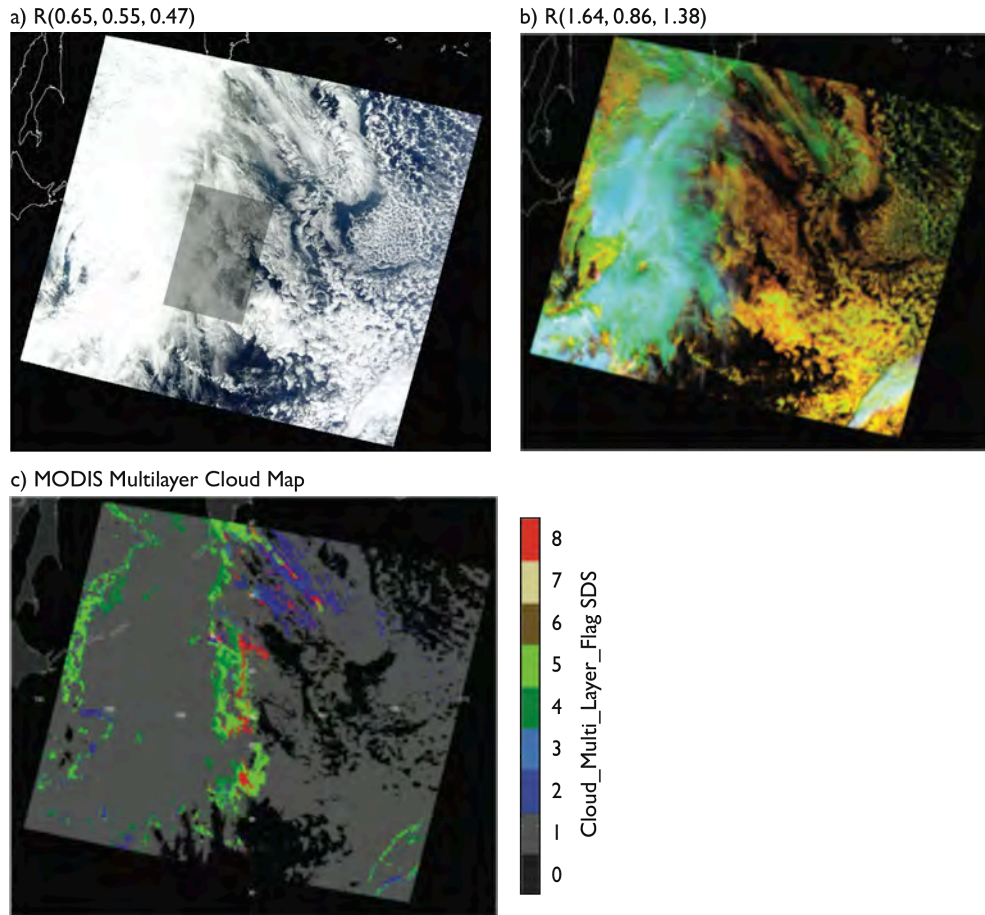 a) R(0.65, 0.55, 0.47)
b) R(1.64, 0.86, 1.38)
c) MODIS Multilayer Cloud Map
8
7
6
5
4
3
2
1
0
Cloud_Multi_Layer_Flag SDS